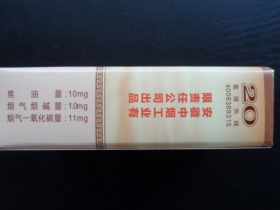 焦油量:10mg
烟气烟碱量:1.0mg
烟气一氧化碳量:11mg
20
4008389315
安徽中烟工业有
限责任公司出品